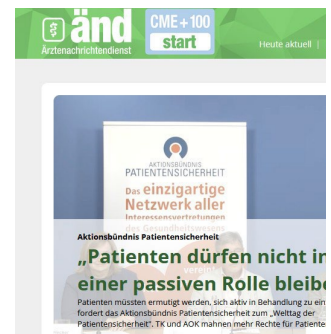 änd
Ärztenachrichtendienst
CME+100
start
Heute aktuell |
AKTIONSBÜNDNIS
PATIENTENSICHERHEIT
Das einzigartige
Netzwerk aller
Interessenvertretungen
des Gesundheitswesens
Aktionsbündnis Patientensicherheit
„Patienten dürfen nicht in
einer passiven Rolle bleibe
Patienten müssten ermutigt werden, sich aktiv in Behandlung zu ein
fordert das Aktionsbündnis Patientensicherheit zum „Welttag der
Patientensicherheit". TK und AOK mahnen mehr Rechte für Patiente